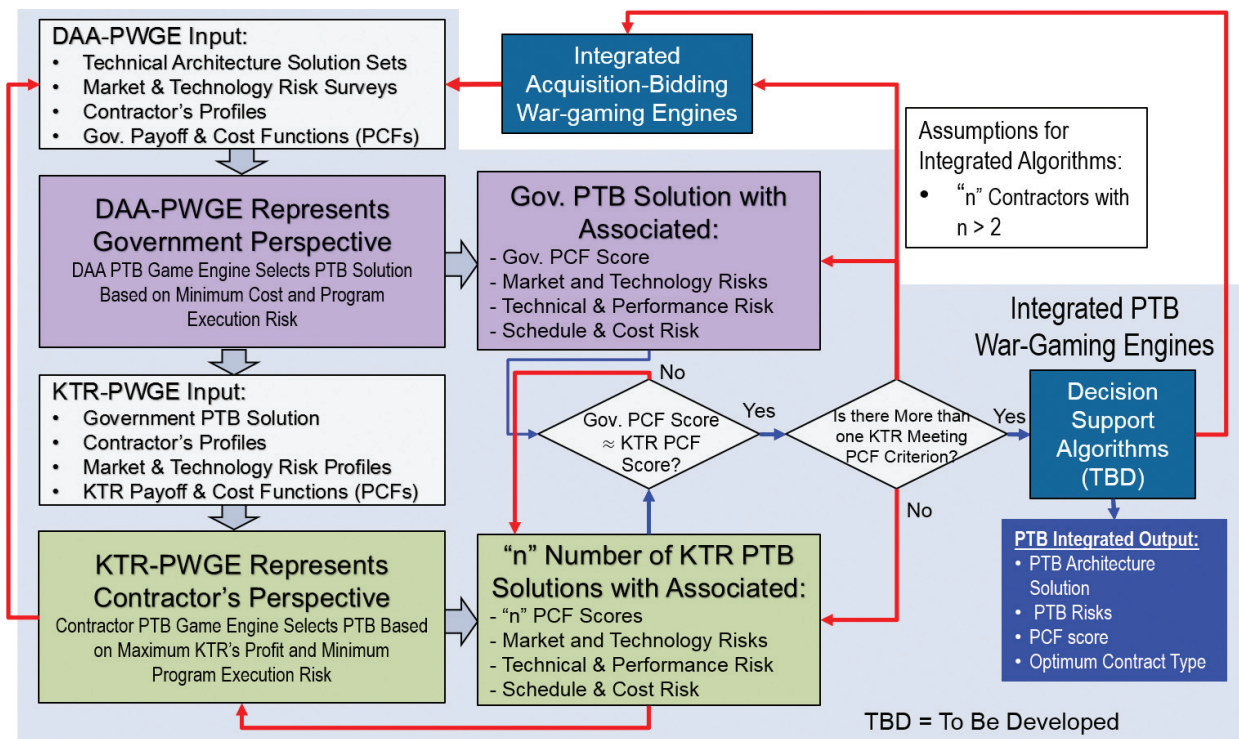 DAA-PWGE Input:
• Technical Architecture Solution Sets
• Market & Technology Risk Surveys
• Contractor's Profiles
• Gov. Payoff & Cost Functions (PCFs)
Integrated
Acquisition-Bidding
War-gaming Engines
Assumptions for
Integrated Algorithms:
• “n” Contractors with
n > 2
DAA-PWGE Represents
Government Perspective
DAA PTB Game Engine Selects PTB Solution
Based on Minimum Cost and Program
Execution Risk
Gov. PTB Solution with
Associated:
- Gov. PCF Score
- Market and Technology Risks
- Technical and Performance Risk
- Schedule & Cost Risk
Integrated PTB
War-Gaming Engines
KTR-PWGE Input:
• Government PTB Solution
• Contractor's Profiles
• Market & Technology Risk Profiles
• KTR Payoff & Cost Functions (PCFs)
No
Gov. PCF Score
≈ KTR PCF
Score?
Yes
Is there More than
one KTR Meeting
PCF Criterion?
Yes
No
Decision
Support
Algorithms
(TBD)
KTR-PWGE Represents
Contractor's Perspective
Contractor PTB Game Engine Selects PTB Based
on Maximum KTR's Profit and Minimum
Program Execution Risk
“n” Number of KTR PTB
Solutions with Associated:
- “n” PCF Scores
- Market and Technology Risks
- Technical & Performance Risk
- Schedule & Cost Risk
PTB Integrated Output:
• PTB Architecture
Solution
• PTB Risks
• PCF score
• Optimum Contract Type
TBD = To Be Developed